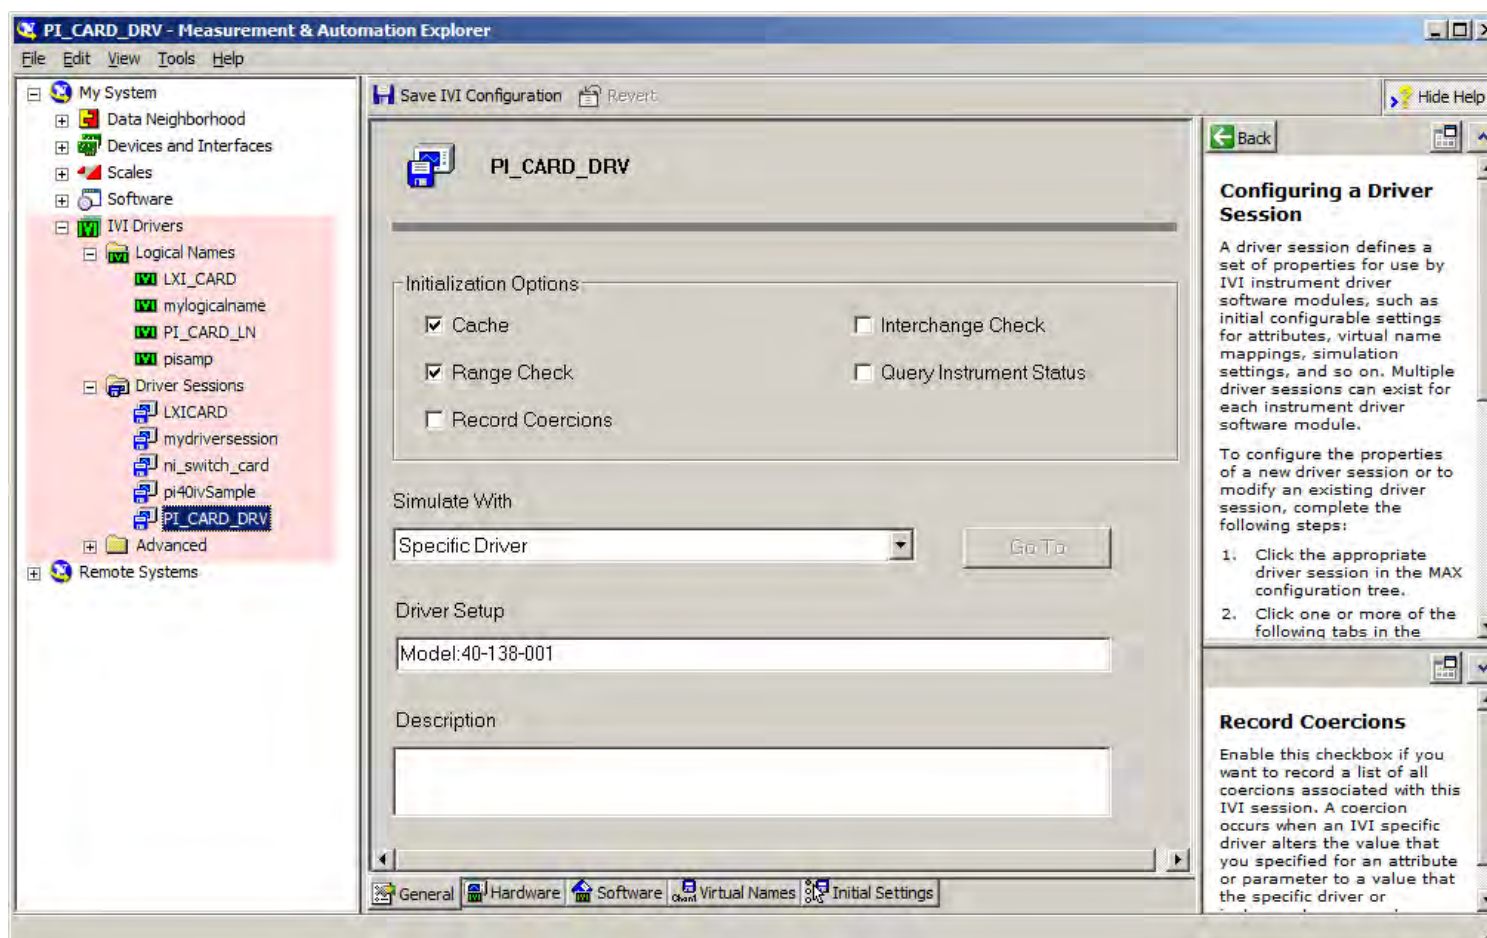 PI_CARD_DRV - Measurement & Automation Explorer
File Edit View Tools Help
My System
Data Neighborhood
Devices and Interfaces
Scales
Software
IVI Drivers
Logical Names
LXI_CARD
mylogicalname
PI_CARD_LN
pisamp
Driver Sessions
LXICARD
mydriversession
ni_switch_card
pi40ivSample
PI_CARD_DRV
Advanced
Remote Systems
Save IVI Configuration Revert
PI_CARD_DRV
Initialization Options
Cache
Interchange Check
Range Check
Query Instrument Status
Record Coercions
Simulate With
Specific Driver
Go To
Driver Setup
Model:40-138-001
Description
General Hardware Software Virtual Names Initial Settings
Hide Help
Back
Configuring a Driver
Session
A driver session defines a
set of properties for use by
IVI instrument driver
software modules, such as
initial configurable settings
for attributes, virtual name
mappings, simulation
settings, and so on. Multiple
driver sessions can exist for
each instrument driver
software module.
To configure the properties
of a new driver session or to
modify an existing driver
session, complete the
following steps:
1. Click the appropriate
driver session in the MAX
configuration tree.
2. Click one or more of the
following tabs in the
Record Coercions
Enable this checkbox if you
want to record a list of all
coercions associated with this
IVI session. A coercion
occurs when an IVI specific
driver alters the value that
you specified for an attribute
or parameter to a value that
the specific driver or